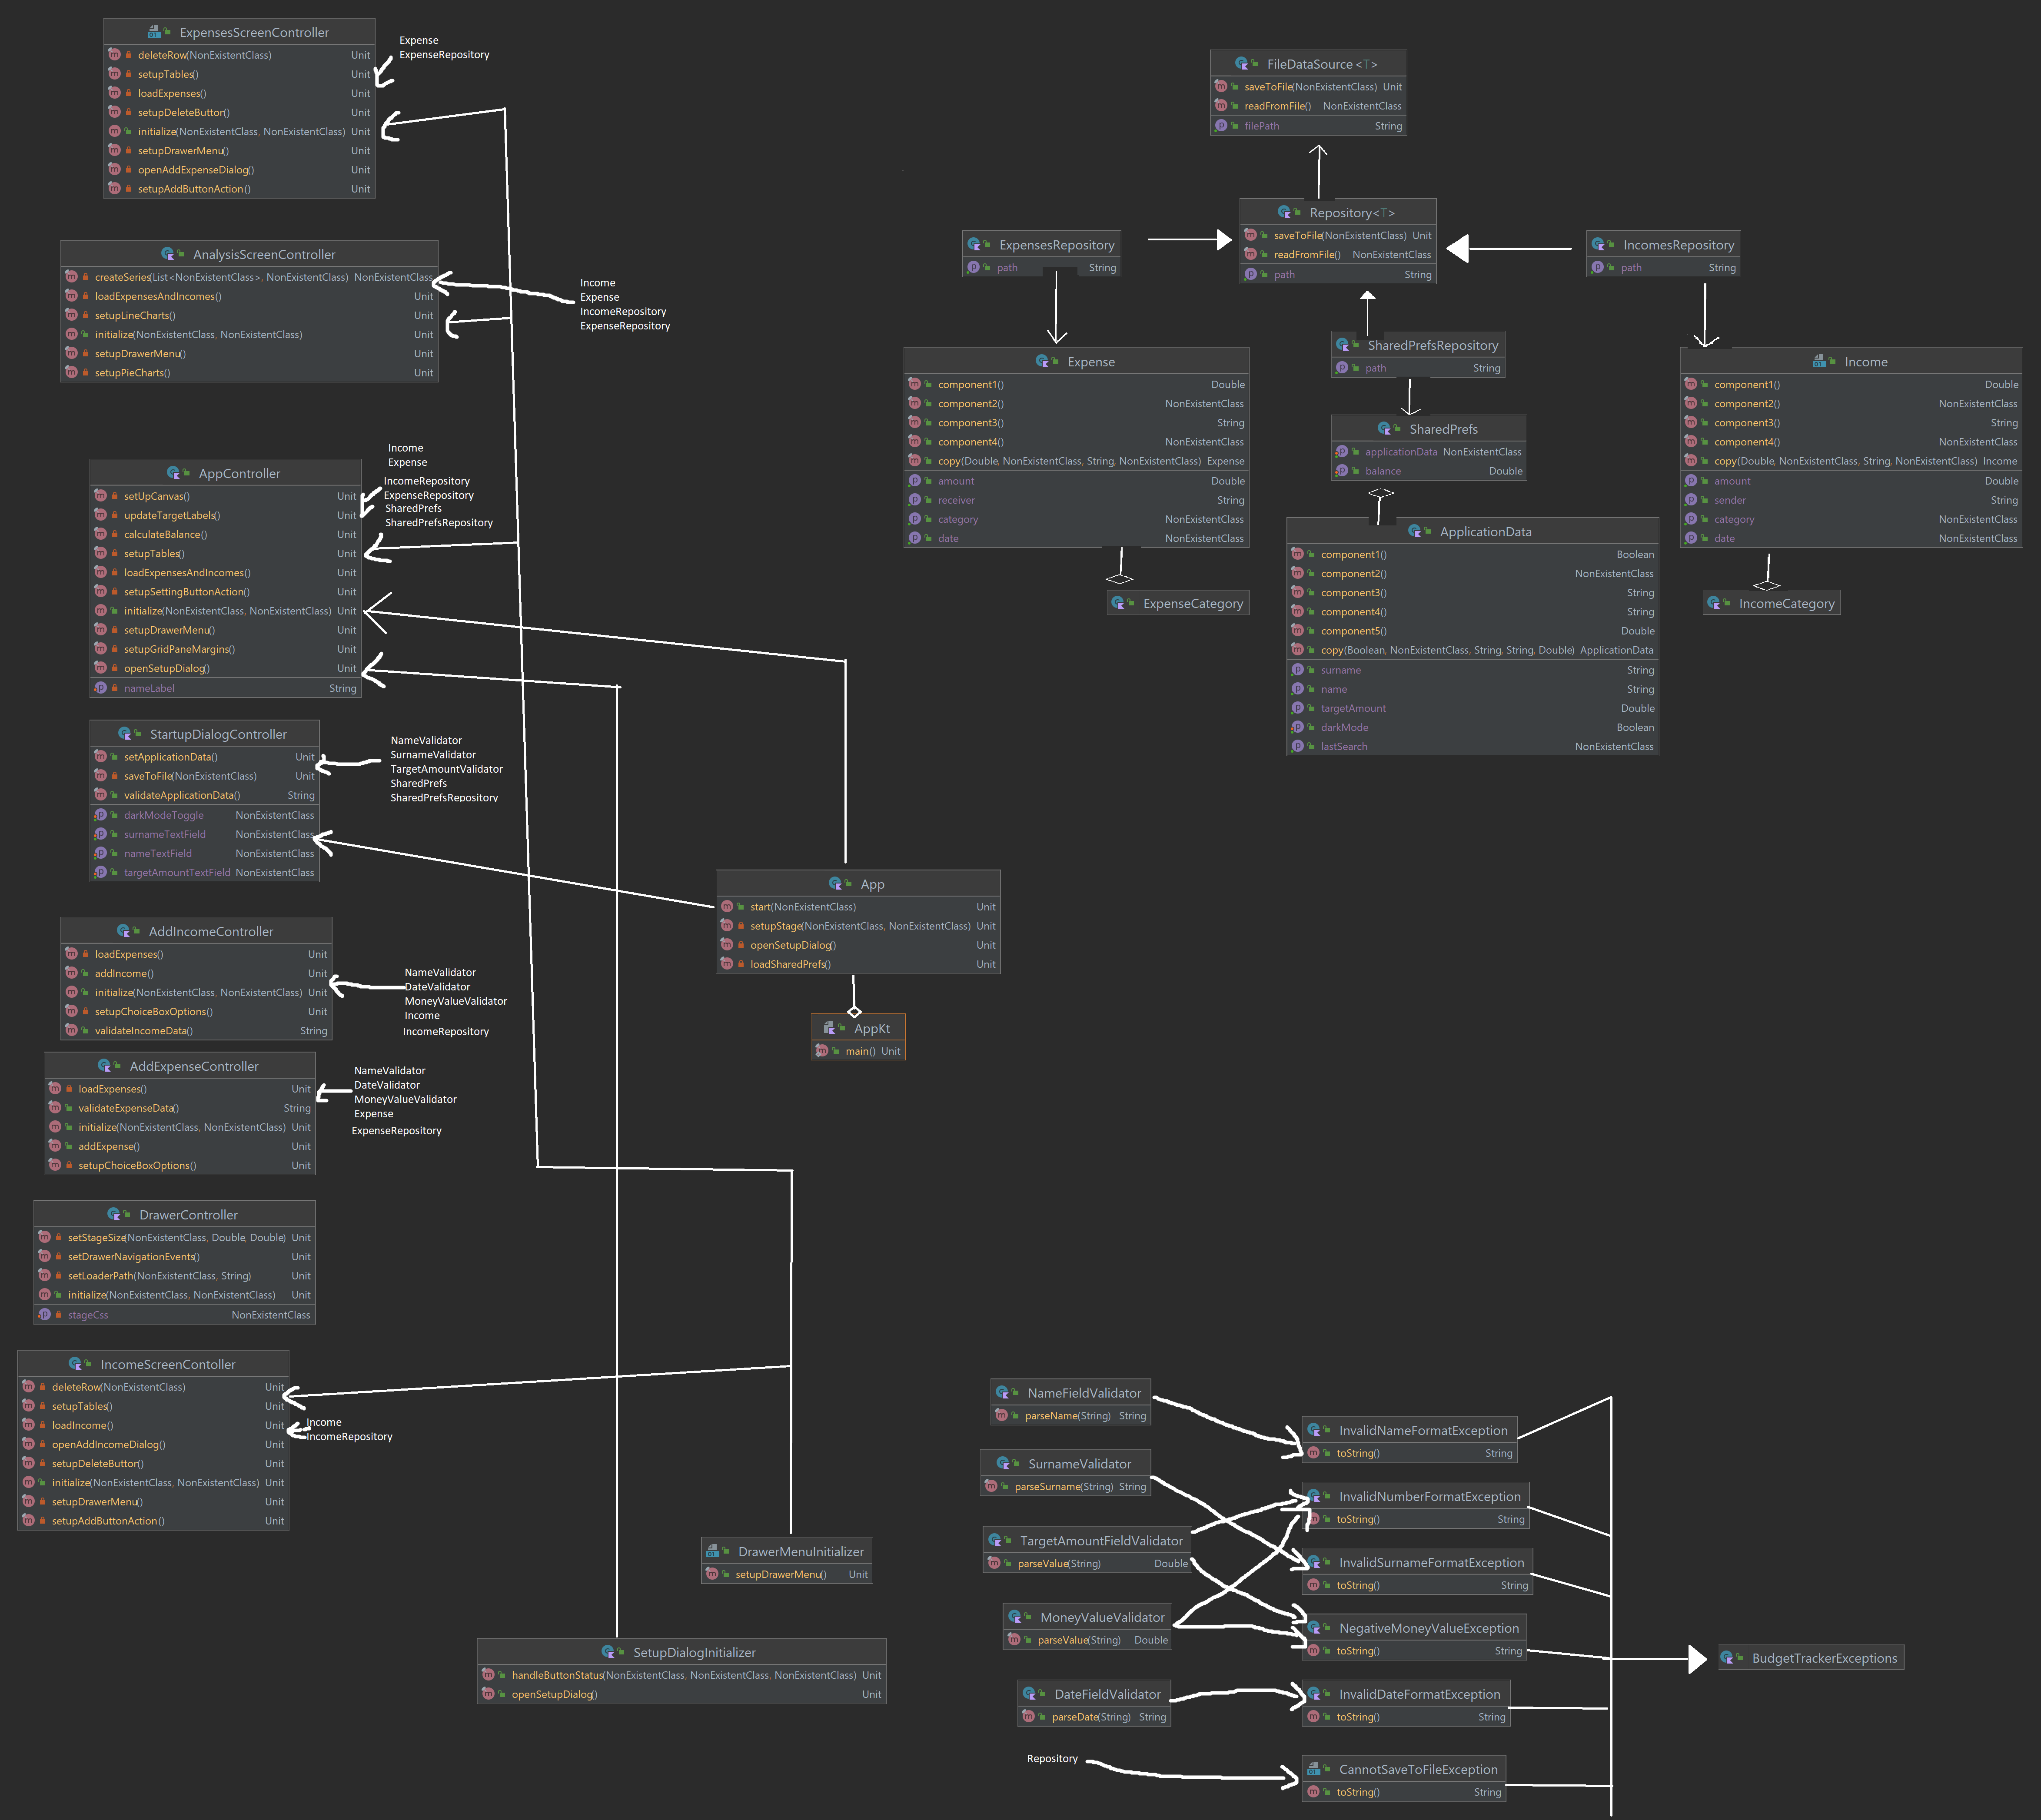 ExpensesScreenController
deleteRow(NonExistentClass) Unit
setupTables() Unit
loadExpenses() Unit
setupDeleteButton() Unit
initialize(NonExistentClass, NonExistentClass) Unit
setupDrawerMenu() Unit
openAddExpenseDialog() Unit
setupAddButtonAction() Unit
Expense
ExpenseRepository
AnalysisScreenController
createSeries(List<NonExistentClass>, NonExistentClass) NonExistentClass
loadExpensesAndIncomes() Unit
setupLineCharts() Unit
initialize(NonExistentClass, NonExistentClass) Unit
setupDrawerMenu() Unit
setupPieCharts() Unit
Income
Expense
IncomeRepository
ExpenseRepository
AppController
setUpCanvas() Unit
updateTargetLabels() Unit
calculateBalance() Unit
setupTables() Unit
loadExpensesAndIncomes() Unit
setupSettingButtonAction() Unit
initialize(NonExistentClass, NonExistentClass) Unit
setupDrawerMenu() Unit
setupGridPaneMargins() Unit
openSetupDialog() Unit
nameLabel String
Income
Expense
IncomeRepository
ExpenseRepository
SharedPrefs
SharedPrefsRepository
StartupDialogController
setApplicationData() Unit
saveToFile(NonExistentClass) Unit
validateApplicationData() String
darkModeToggle NonExistentClass
surnameTextField NonExistentClass
nameTextField NonExistentClass
targetAmountTextField NonExistentClass
NameValidator
SurnameValidator
TargetAmountValidator
SharedPrefs
SharedPrefsRepository
AddIncomeController
loadExpenses() Unit
addIncome() Unit
initialize(NonExistentClass, NonExistentClass) Unit
setupChoiceBoxOptions() Unit
validateIncomeData() String
NameValidator
DateValidator
MoneyValueValidator
Income
IncomeRepository
AddExpenseController
loadExpenses() Unit
validateExpenseData() String
initialize(NonExistentClass, NonExistentClass) Unit
addExpense() Unit
setupChoiceBoxOptions() Unit
NameValidator
DateValidator
MoneyValueValidator
Expense
ExpenseRepository
DrawerController
setStageSize(NonExistentClass, Double, Double) Unit
setDrawerNavigationEvents() Unit
setLoaderPath(NonExistentClass, String) Unit
initialize(NonExistentClass, NonExistentClass) Unit
stageCss NonExistentClass
IncomeScreenContoller
deleteRow(NonExistentClass) Unit
setupTables() Unit
loadIncome() Unit
openAddIncomeDialog() Unit
setupDeleteButtor() Unit
initialize(NonExistentClass, NonExistentClass) Unit
setupDrawerMenu() Unit
setupAddButtonAction() Unit
Income
IncomeRepository
App
start(NonExistentClass) Unit
setupStage(NonExistentClass, NonExistentClass) Unit
openSetupDialog() Unit
loadSharedPrefs() Unit
AppKt
main() Unit
DrawerMenuInitializer
setupDrawerMenu() Unit
SetupDialogInitializer
handleButtonStatus(NonExistentClass, NonExistentClass, NonExistentClass) Unit
openSetupDialog() Unit
FileDataSource <T>
saveToFile(NonExistentClass) Unit
readFromFile() NonExistentClass
filePath String
Repository<T>
saveToFile(NonExistentClass) Unit
readFromFile() NonExistentClass
path String
ExpensesRepository
path String
IncomesRepository
path String
SharedPrefsRepository
path String
Expense
component1() Double
component2() NonExistentClass
component3() String
component4() NonExistentClass
copy(Double, NonExistentClass, String, NonExistentClass) Expense
amount Double
receiver String
category NonExistentClass
date NonExistentClass
ExpenseCategory
SharedPrefs
applicationData NonExistentClass
balance Double
ApplicationData
component1() Boolean
component2() NonExistentClass
component3() String
component4() String
component5() Double
copy(Boolean, NonExistentClass, String, String, Double) ApplicationData
surname String
name String
targetAmount Double
darkMode Boolean
lastSearch NonExistentClass
Income
component1() Double
component2() NonExistentClass
component3() String
component4() NonExistentClass
copy(Double, NonExistentClass, String, NonExistentClass) Income
amount Double
sender String
category NonExistentClass
date NonExistentClass
IncomeCategory
NameFieldValidator
parseName(String) String
SurnameValidator
parseSurname(String) String
TargetAmountFieldValidator
parseValue(String) Double
MoneyValueValidator
parseValue(String) Double
DateFieldValidator
parseDate(String) String
Repository
InvalidNameFormatException
toString() String
InvalidNumberFormatException
toString() String
InvalidSurnameFormatException
toString() String
NegativeMoneyValueException
toString() String
InvalidDateFormatException
toString() String
CannotSaveToFileException
toString() String
BudgetTrackerExceptions